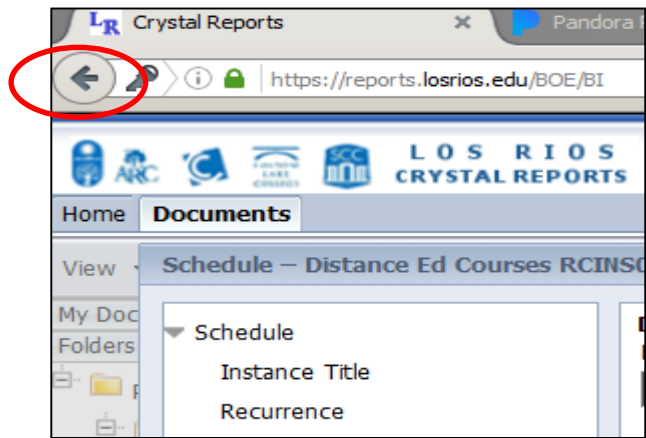 LR Crystal Reports Pandora
https://reports.losrios.edu/BOE/BI
ARC SCC LOS RIOS
CRYSTAL REPORTS
Home Documents
View Schedule – Distance Ed Courses
My Doc
Folders
Schedule
Instance Title
Recurrence